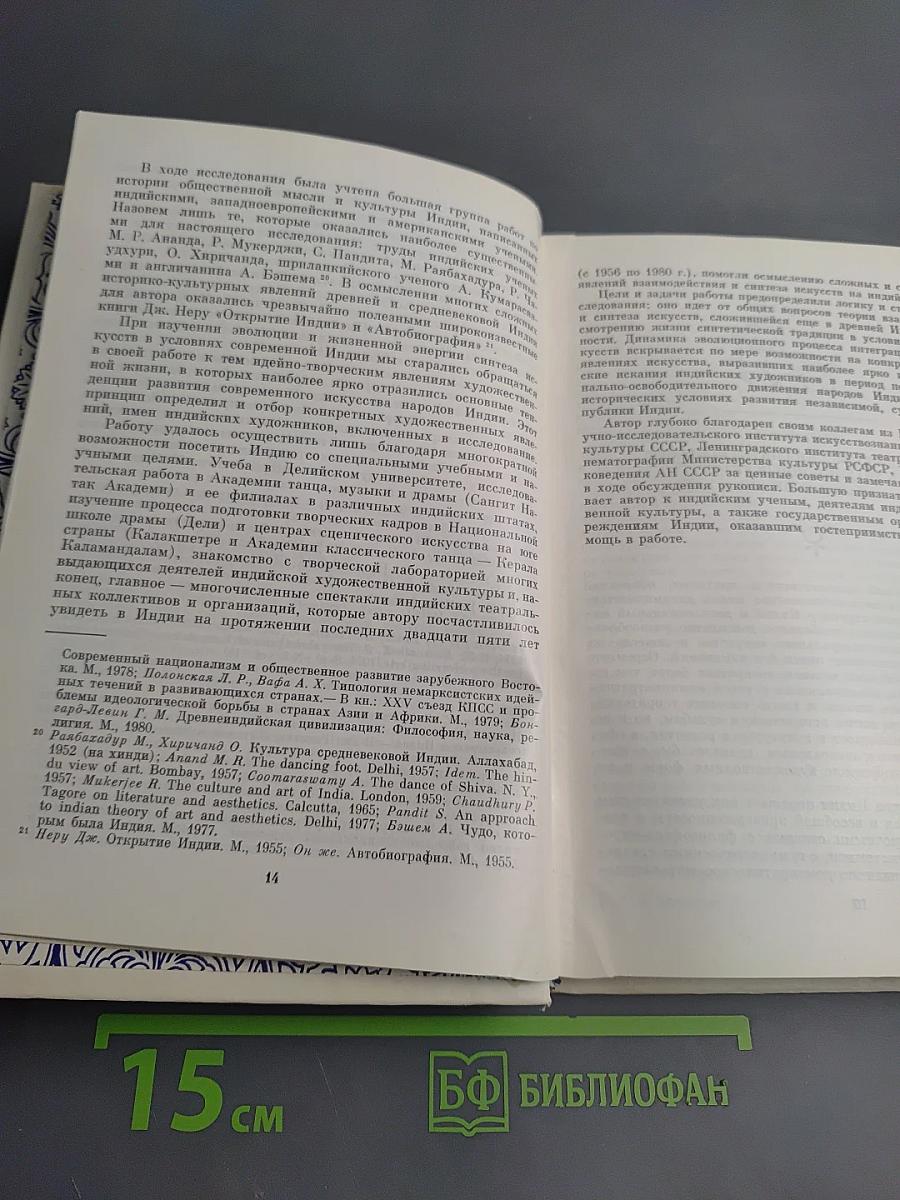 В ходе исследования была учтена большая группа работ по
истории общественной мысли и культуры Индии, написанных
индийскими, западноевропейскими и американскими учеными.
Назовем лишь те, которые оказались наиболее существенны-
ми для настоящего исследования: труды индийских ученых
М. Р. Ананда, Р. Мукерджи, С. Пандита, М. Раябахадура, Р. Ча-
удхури, О. Хиричанда, шриланкийского ученого А. Кумарасва-
ми и англичанина А. Бэшема 20. В осмыслении многих сложных
историко-культурных явлений древней и средневековой Индии
для автора оказались чрезвычайно полезными широкоизвестные
книги Дж. Неру «Открытие Индии» и «Автобиография» 21.
При изучении эволюции и жизненной энергии синтеза ис-
кусств в условиях современной Индии мы старались обращаться
в своей работе к тем идейно-творческим явлениям художествен-
ной жизни, в которых наиболее ярко отразились основные тен-
денции развития современного искусства народов Индии. Этот
принцип определил и отбор конкретных художественных явле-
ний, имен индийских художников, включенных в исследование.
Работу удалось осуществить лишь благодаря многократной
возможности посетить Индию со специальными учебными и на-
учными целями. Учеба в Делийском университете, исследова-
тельская работа в Академии танца, музыки и драмы (Сангит На-
так Академи) и ее филиалах в различных индийских штатах,
изучение процесса подготовки творческих кадров в Национальной
школе драмы (Дели) и центрах сценического искусства на юге
страны (Калакшетре и Академии классического танца — Керала
Каламандалам), знакомство с творческой лабораторией многих
выдающихся деятелей индийской художественной культуры и, на-
конец, главное — многочисленные спектакли индийских театраль-
ных коллективов и организаций, которые автору посчастливилось
увидеть в Индии на протяжении последних двадцати пяти лет
Современный национализм и общественное развитие зарубежного Восто-
ка. М., 1978; Полонская Л. Р., Вафа А. Х. Типология немарксистских идей-
ных течений в развивающихся странах.— В кн.: XXV съезд КПСС и про-
блемы идеологической борьбы в странах Азии и Африки. М., 1979; Бон-
гард-Левин Г. М. Древнеиндийская цивилизация: Философия, наука, ре-
лигия. М., 1980.
20 Раябахадур М., Хиричанд О. Культура средневековой Индии. Аллахабад,
1952 (на хинди); Anand M. R. The dancing foot. Delhi, 1957; Idem. The hin-
du view of art. Bombay, 1957; Coomaraswamy A. The dance of Shiva. N. Y.,
1957; Mukerjee R. The culture and art of India. London, 1959; Chaudhury P.
Tagore on literature and aesthetics. Calcutta, 1965; Pandit S. An approach
to indian theory of art and aesthetics. Delhi, 1977; Бэшем А. Чудо, кото-
рым была Индия. М., 1977.
21 Неру Дж. Открытие Индии. М., 1955; Он же. Автобиография. М., 1955.
14
(с 1956 по 1980 г.), помогли осмыслению сложных и с
явлений взаимодействия и синтеза искусств на индий
Цели и задачи работы предопределили логику и ст
следования: оно идет от общих вопросов теории вза
и синтеза искусств, сложившейся еще в древней И
смотрению жизни синтетической традиции в услови
ности. Динамика эволюционного процесса интеграц
кусств вскрывается по мере возможности на конкр
явлениях искусства, выразивших наиболее ярко
ские искания индийских художников в период п
нально-освободительного движения народов Инд
исторических условиях развития независимой, су
публики Индии.
Автор глубоко благодарен своим коллегам из
учно-исследовательского института искусствознан
культуры СССР, Ленинградского института театр
нематографии Министерства культуры РСФСР,
коведения АН СССР за ценные советы и замеча
в ходе обсуждения рукописи. Большую признат
вает автор к индийским ученым, деятелям инд
венной культуры, а также государственным ор
реждениям Индии, оказавшим гостеприимств
мощь в работе.
15 см
БФ БИБЛИОФАН